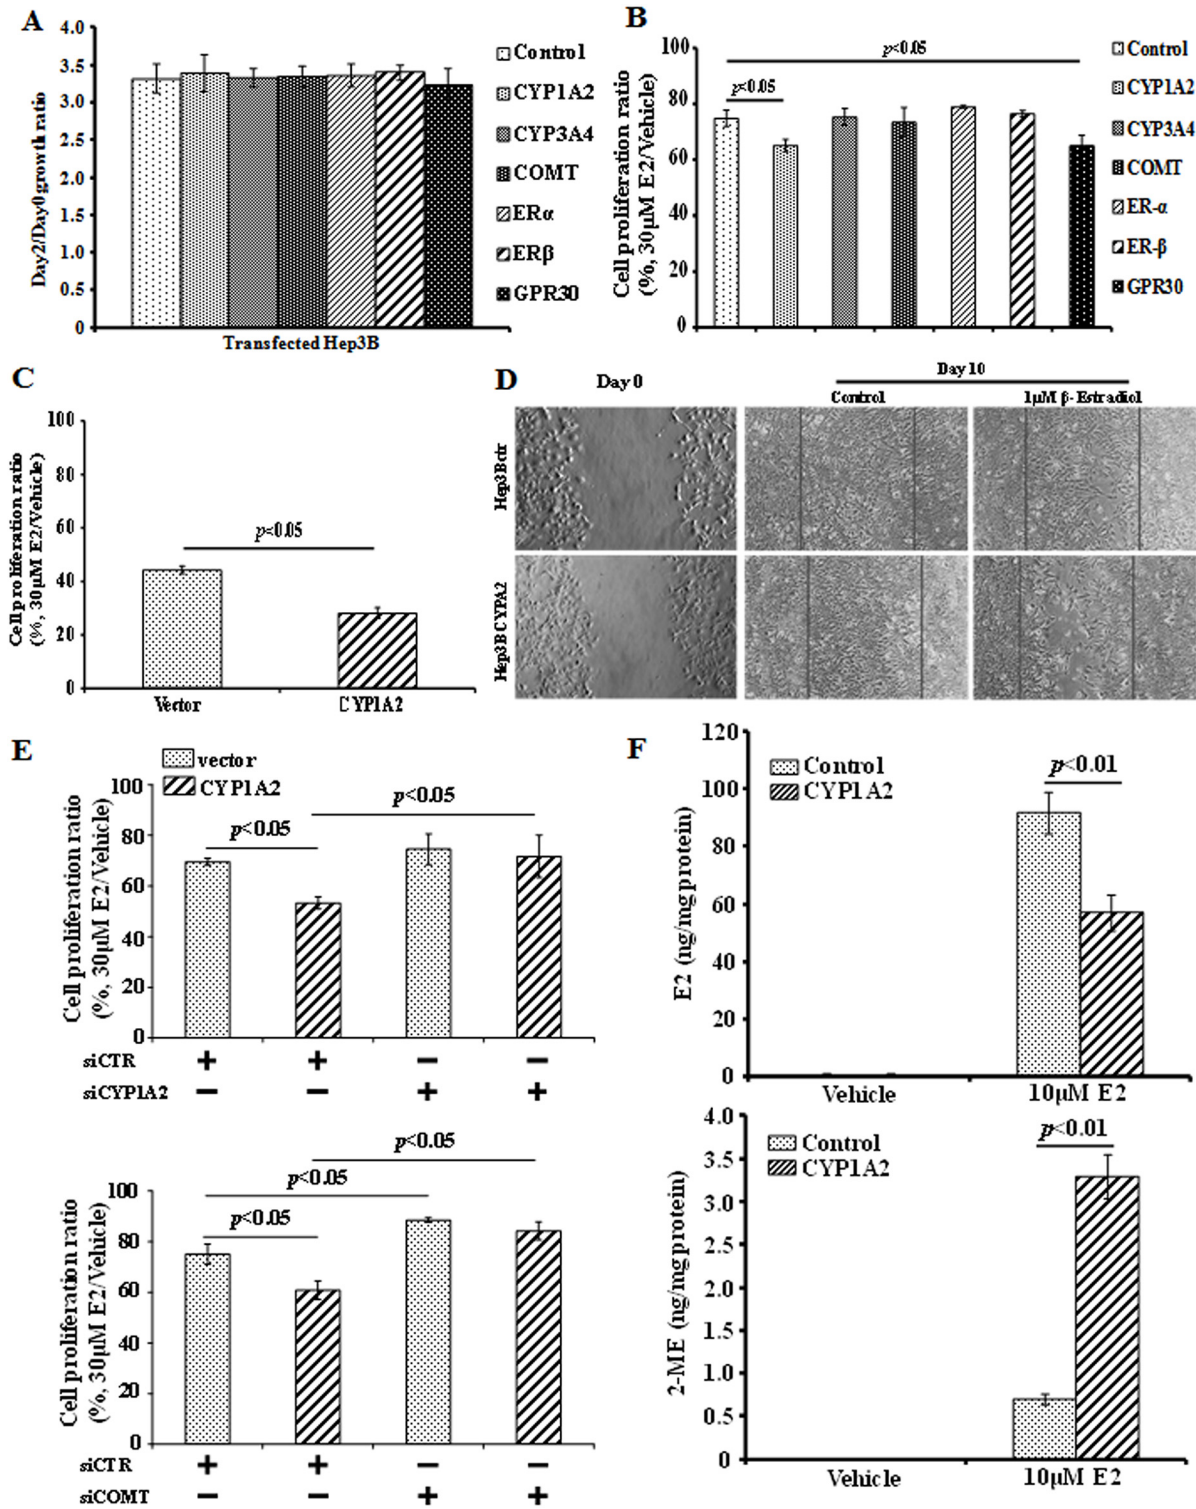 A
4.0
3.5
3.0
2.5
2.0
1.5
1.0
0.5
0
Day2/Day0 growth ratio
Transfected Hep3B
Control
CYP1A2
CYP3A4
COMT
ERα
ERβ
GPR30
B
p<0.05
p<0.05
100
80
60
40
20
0
Cell proliferation ratio
(%, 30μM E2/Vehicle)
Control
CYP1A2
CYP3A4
COMT
ER-α
ER-β
GPR30
C
100
80
60
40
20
0
Cell proliferation ratio
(%, 30μM E2/Vehicle)
p<0.05
Vector
CYP1A2
D
Day 0
Day 10
Control
1μM β-Estradiol
Hep3Bctr
Hep3BCYPA2
E
vector
CYP1A2
100
80
60
40
20
0
Cell proliferation ratio
(%, 30μM E2/Vehicle)
p<0.05
p<0.05
siCTR + + − −
siCYP1A2 − − + +
p<0.05
p<0.05
p<0.05
100
80
60
40
20
0
Cell proliferation ratio
(%, 30μM E2/Vehicle)
siCTR + + − −
siCOMT − − + +
F
120
100
80
60
40
20
0
E2 (ng/mg protein)
Control
CYP1A2
p<0.01
Vehicle
10μM E2
4.0
3.5
3.0
2.5
2.0
1.5
1.0
0.5
0
2-ME (ng/mg protein)
Control
CYP1A2
p<0.01
Vehicle
10μM E2